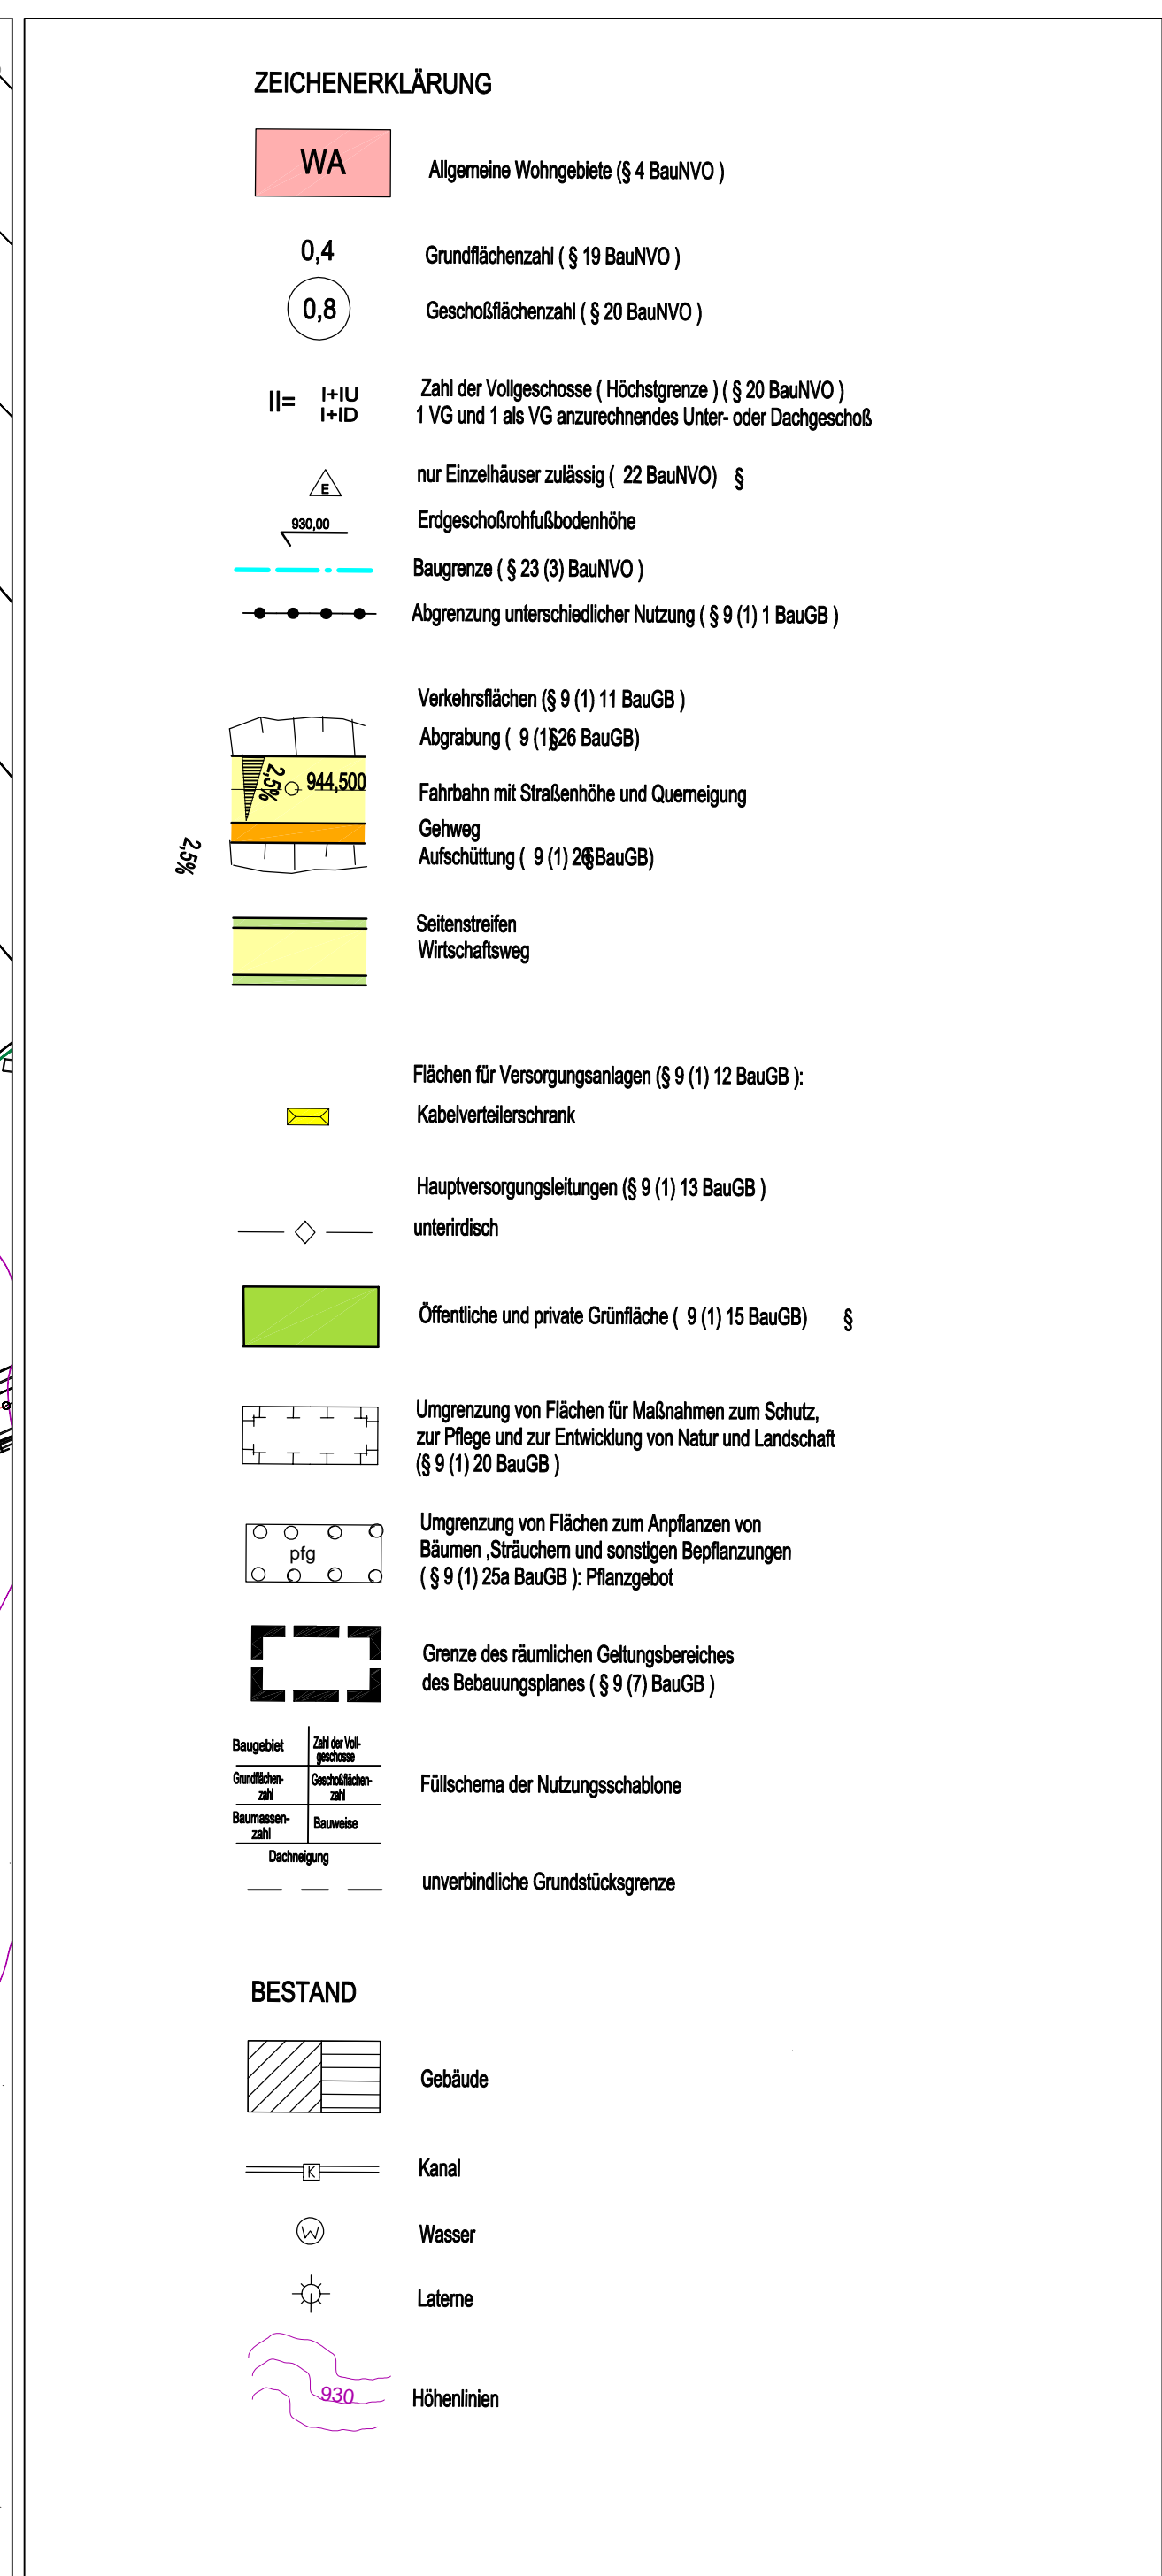 ZEICHENERKLÄRUNG
WA Allgemeine Wohngebiete (§ 4 BauNVO )
0,4 Grundflächenzahl ( § 19 BauNVO )
0,8 Geschoßflächenzahl ( § 20 BauNVO )
II= I+IU Zahl der Vollgeschosse ( Höchstgrenze ) ( § 20 BauNVO )
I+ID 1 VG und 1 als VG anzurechnendes Unter- oder Dachgeschoß
E nur Einzelhäuser zulässig ( 22 BauNVO) §
930,00 Erdgeschoßrohfußbodenhöhe
Baugrenze ( § 23 (3) BauNVO )
Abgrenzung unterschiedlicher Nutzung ( § 9 (1) 1 BauGB )
Verkehrsflächen (§ 9 (1) 11 BauGB )
Abgrabung ( 9 (1)§26 BauGB)
2,5% 944,500 Fahrbahn mit Straßenhöhe und Querneigung
Gehweg
2,5% Aufschüttung ( 9 (1) 26§BauGB)
Seitenstreifen
Wirtschaftsweg
Flächen für Versorgungsanlagen (§ 9 (1) 12 BauGB ):
Kabelverteilerschrank
Hauptversorgungsleitungen (§ 9 (1) 13 BauGB )
unterirdisch
Öffentliche und private Grünfläche ( 9 (1) 15 BauGB) §
Umgrenzung von Flächen für Maßnahmen zum Schutz,
zur Pflege und zur Entwicklung von Natur und Landschaft
(§ 9 (1) 20 BauGB )
Umgrenzung von Flächen zum Anpflanzen von
pfg Bäumen ,Sträuchern und sonstigen Bepflanzungen
( § 9 (1) 25a BauGB ): Pflanzgebot
Grenze des räumlichen Geltungsbereiches
des Bebauungsplanes ( § 9 (7) BauGB )
Baugebiet Zahl der Voll-
geschosse
Grundflächen- Geschoßflächen-
zahl zahl
Füllschema der Nutzungsschablone
Baumassen- Bauweise
zahl
Dachneigung
unverbindliche Grundstücksgrenze
BESTAND
Gebäude
K Kanal
W Wasser
Laterne
930 Höhenlinien